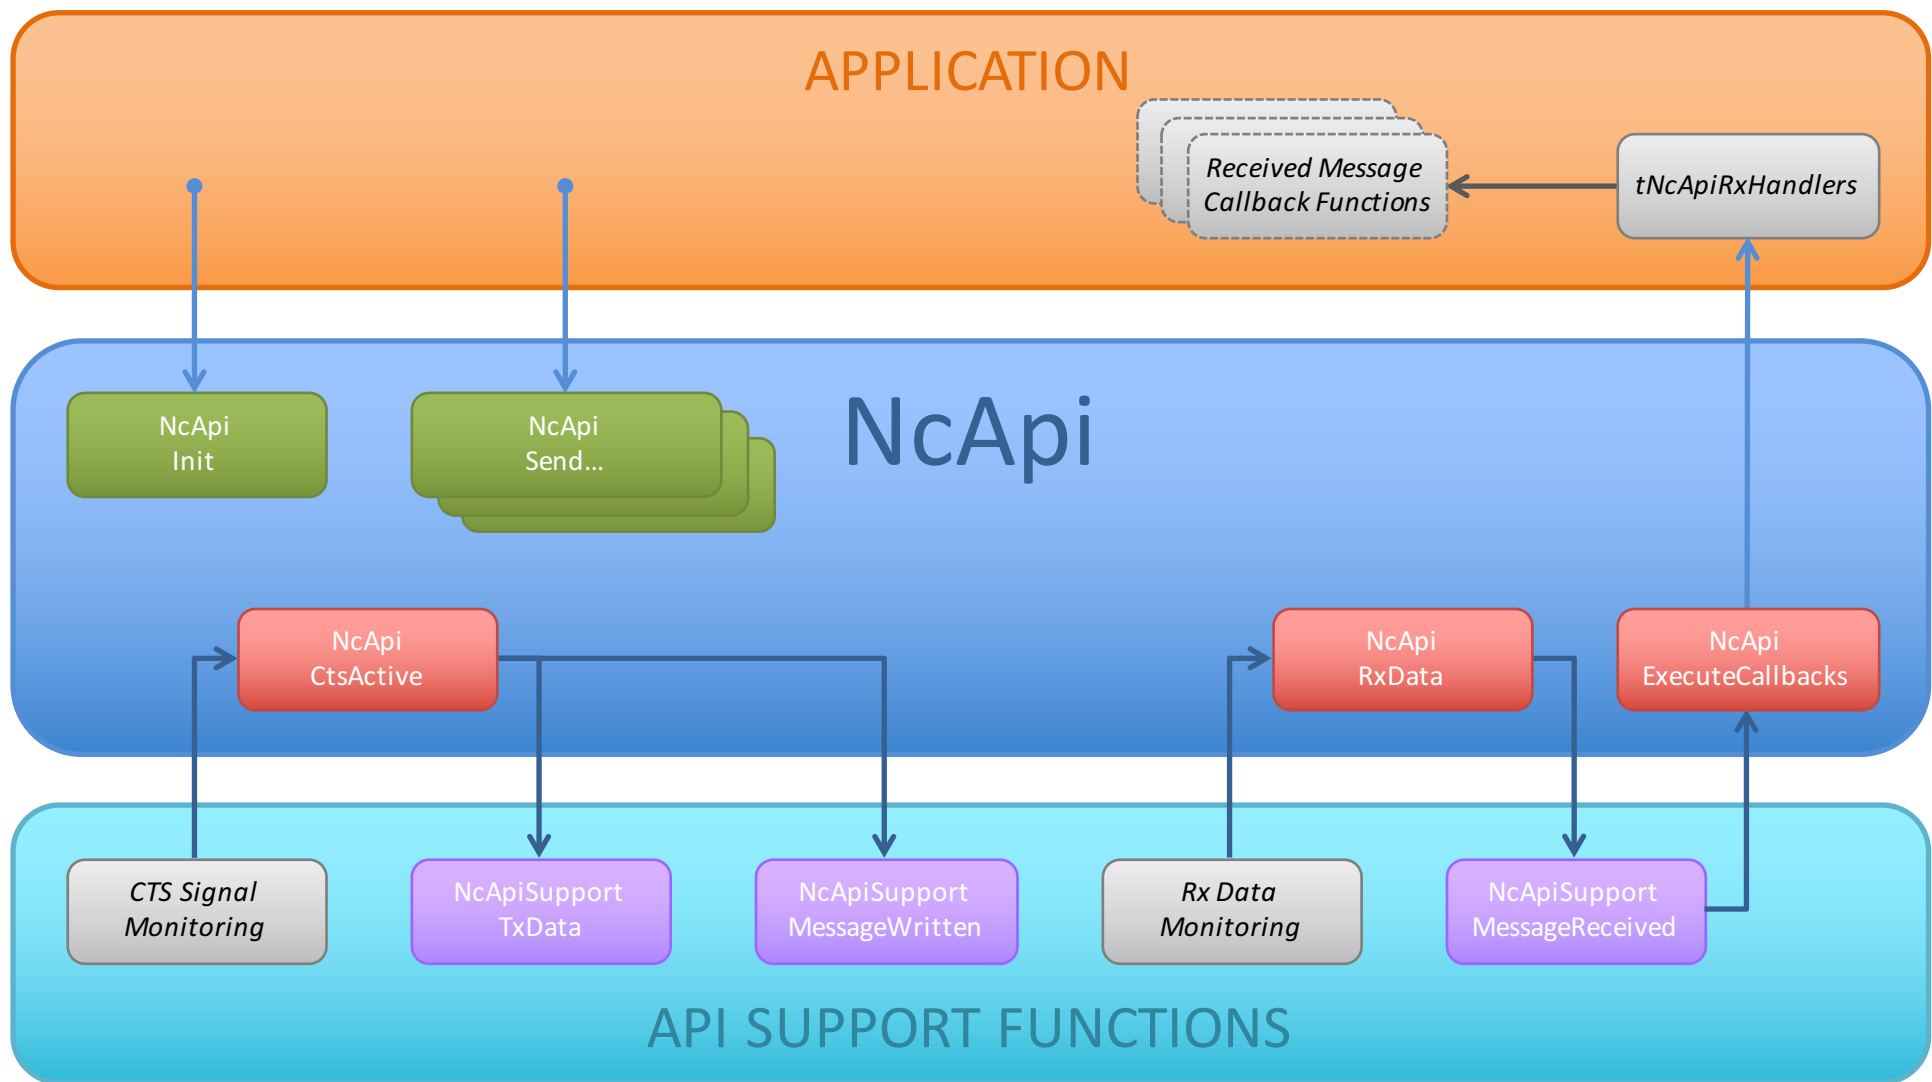 APPLICATION
Received Message
Callback Functions
tNcApiRxHandlers
NcApi
Init
NcApi
Send...
NcApi
NcApi
CtsActive
NcApi
RxData
NcApi
ExecuteCallbacks
CTS Signal
Monitoring
NcApiSupport
TxData
NcApiSupport
MessageWritten
Rx Data
Monitoring
NcApiSupport
MessageReceived
API SUPPORT FUNCTIONS